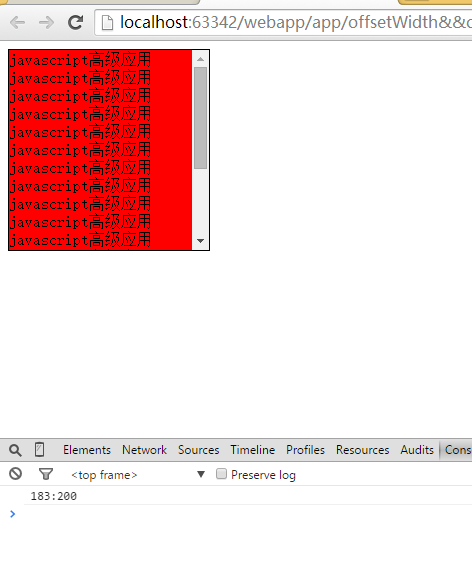 localhost:63342/webapp/app/offsetWidth&&c
javascript高级应用
javascript高级应用
javascript高级应用
javascript高级应用
javascript高级应用
javascript高级应用
javascript高级应用
javascript高级应用
javascript高级应用
javascript高级应用
javascript高级应用
Elements Network Sources Timeline Profiles Resources Audits Cons
<top frame> Preserve log
183:200